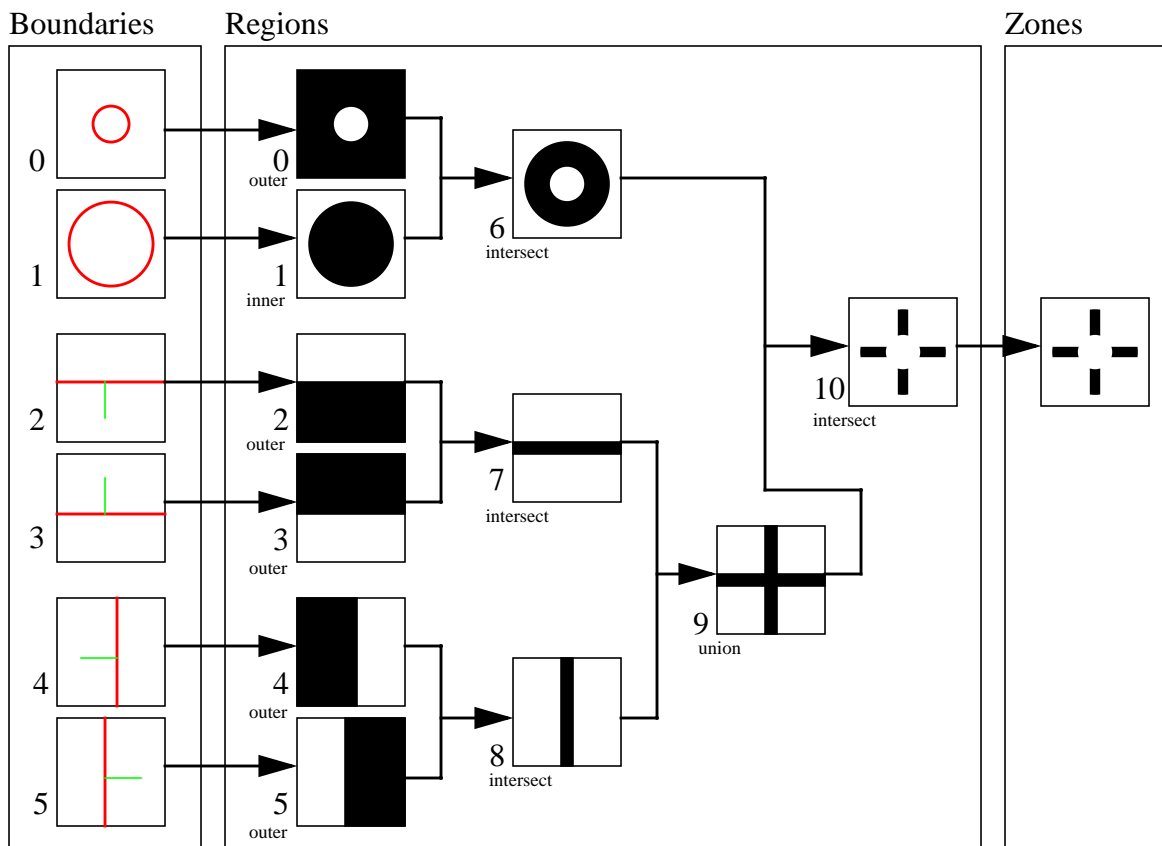 Boundaries
Regions
Zones
0
0
outer
1
1
inner
6
intersect
2
2
outer
3
3
outer
7
intersect
10
intersect
4
4
outer
5
5
outer
8
intersect
9
union